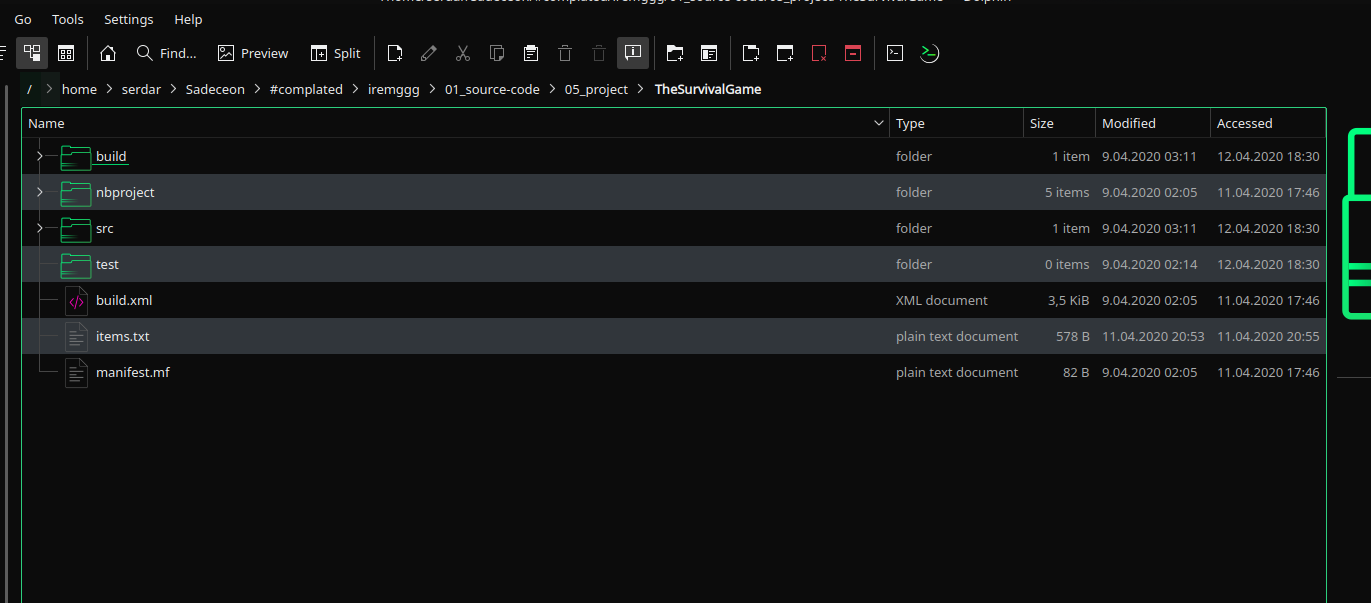 Go Tools Settings Help
Find... Preview Split
/ > home > serdar > Sadeceon > #complated > iremggg > 01_source-code > 05_project > TheSurvivalGame
Name Type Size Modified Accessed
build folder 1 item 9.04.2020 03:11 12.04.2020 18:30
nbproject folder 5 items 9.04.2020 02:05 11.04.2020 17:46
src folder 1 item 9.04.2020 03:11 12.04.2020 18:30
test folder 0 items 9.04.2020 02:14 12.04.2020 18:30
build.xml XML document 3,5 KiB 9.04.2020 02:05 11.04.2020 17:46
items.txt plain text document 578 B 11.04.2020 20:53 11.04.2020 20:55
manifest.mf plain text document 82 B 9.04.2020 02:05 11.04.2020 17:46